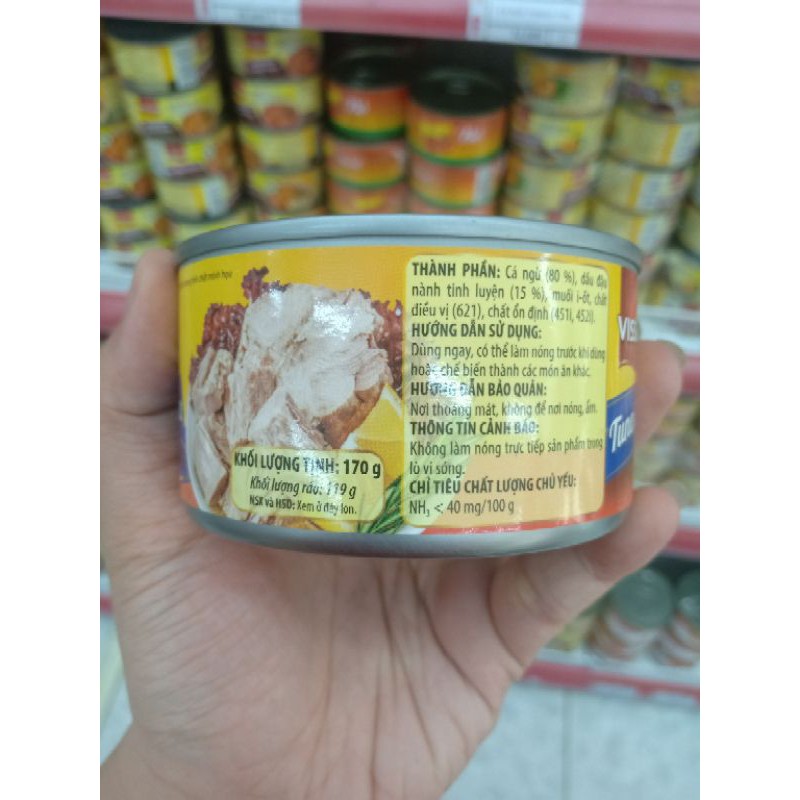 THÀNH PHẦN: Cá ngừ (80 %), dầu đậu
nành tinh luyện (15 %), muối i-ốt, chất
điều vị (621), chất ổn định (451i, 452i).
HƯỚNG DẪN SỬ DỤNG:
Dùng ngay, có thể làm nóng trước khi dùng
hoặc chế biến thành các món ăn khác.
HƯỚNG DẪN BẢO QUẢN:
Nơi thoáng mát, không để nơi nóng, ẩm.
THÔNG TIN CẢNH BÁO:
Không làm nóng trực tiếp sản phẩm trong
lò vi sóng.
CHỈ TIÊU CHẤT LƯỢNG CHỦ YẾU:
NH₃ < 40 mg/100 g
KHỐI LƯỢNG TỊNH: 170 g
Khối lượng ráo: 119 g
NSX và HSD: Xem ở đáy lon.
VIS
Tuna